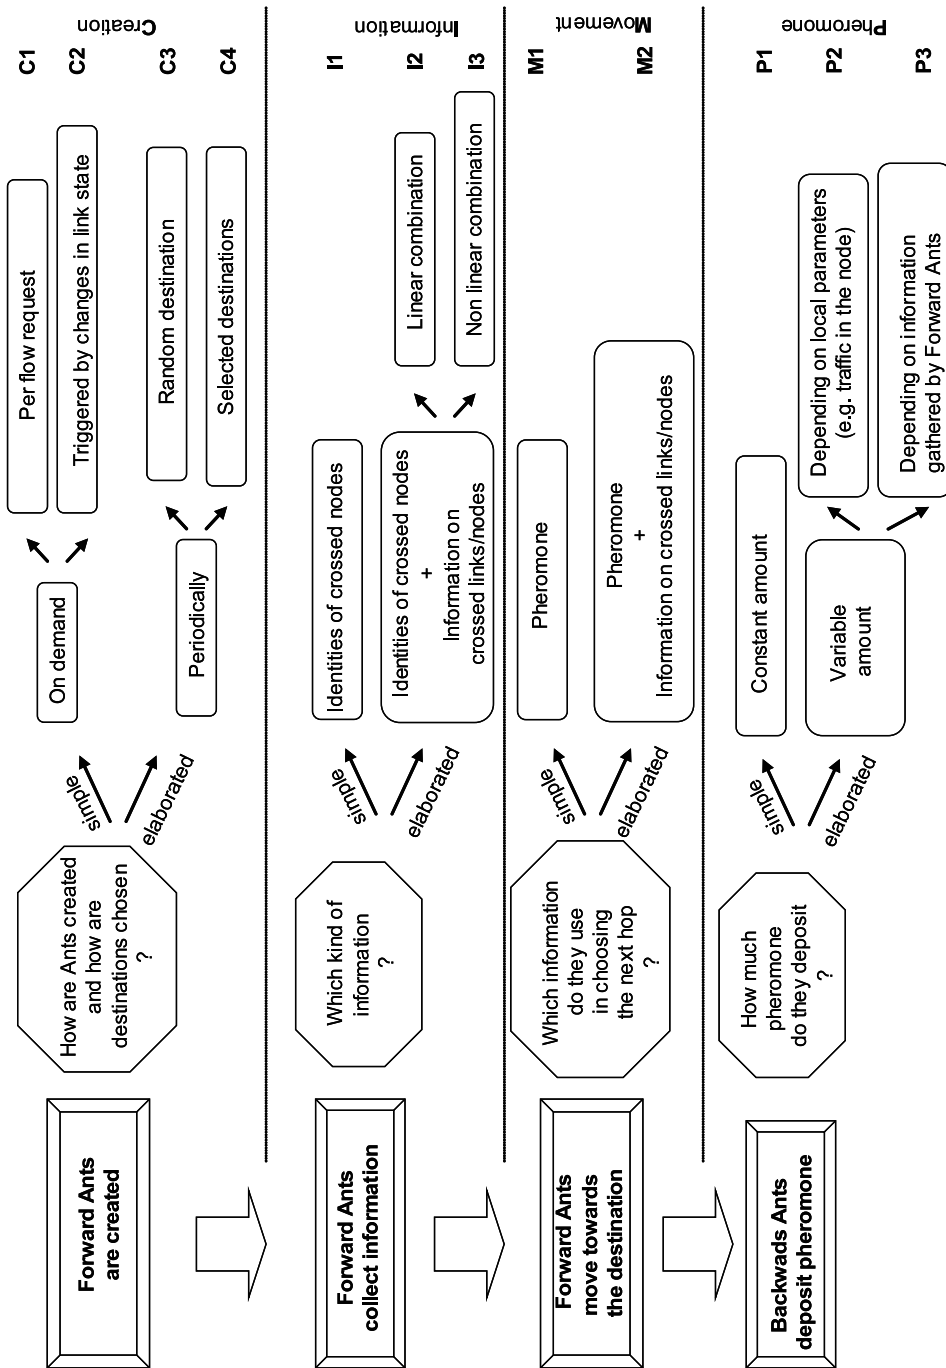 Forward Ants
are created
How are Ants created
and how are
destinations chosen
?
simple
elaborated
On demand
Periodically
Per flow request
Triggered by changes in link state
Random destination
Selected destinations
C1
C2
C3
C4
Creation
Forward Ants
collect information
Which kind of
information
?
simple
elaborated
Identities of crossed nodes
Identities of crossed nodes
+
Information on
crossed links/nodes
Linear combination
Non linear combination
I1
I2
I3
Information
Forward Ants
move towards
the destination
Which information
do they use
in choosing
the next hop
?
simple
elaborated
Pheromone
Pheromone
+
Information on crossed links/nodes
M1
M2
Movement
Backwads Ants
deposit pheromone
How much
pheromone
do they deposit
?
simple
elaborated
Constant amount
Variable
amount
Depending on local parameters
(e.g. traffic in the node)
Depending on information
gathered by Forward Ants
P1
P2
P3
Pheromone